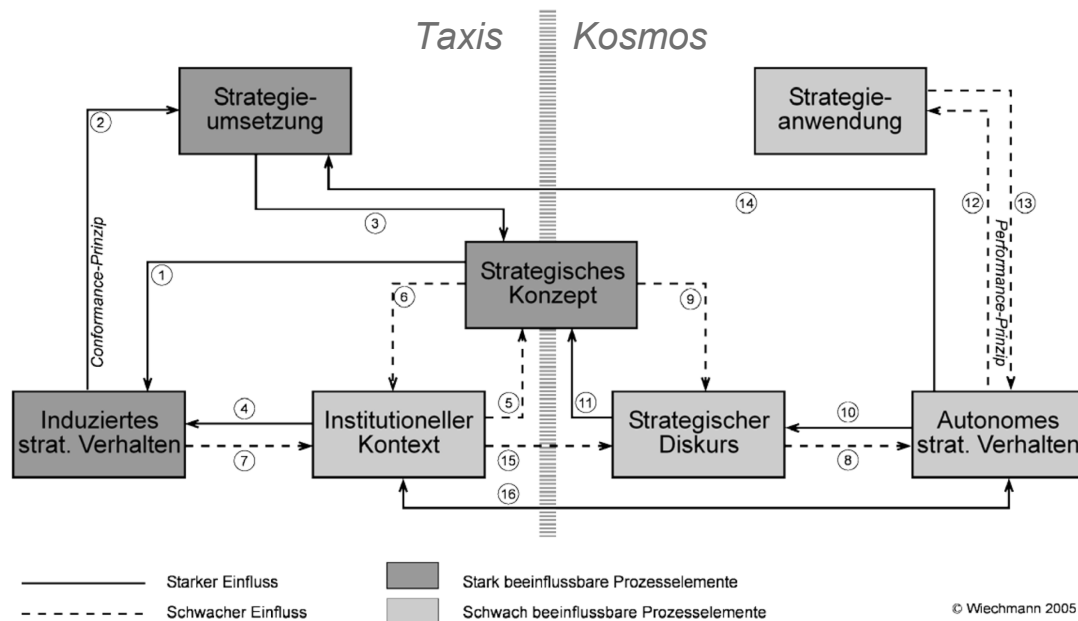 Taxis
Kosmos
Strategie-
umsetzung
Strategie-
anwendung
2
3
14
12
13
Conformance-Prinzip
Performance-Prinzip
1
Strategisches
Konzept
6
9
5
11
4
10
Induziertes
strat. Verhalten
Institutioneller
Kontext
Strategischer
Diskurs
Autonomes
strat. Verhalten
7
15
8
16
Starker Einfluss
Stark beeinflussbare Prozesselemente
Schwacher Einfluss
Schwach beeinflussbare Prozesselemente
© Wiechmann 2005